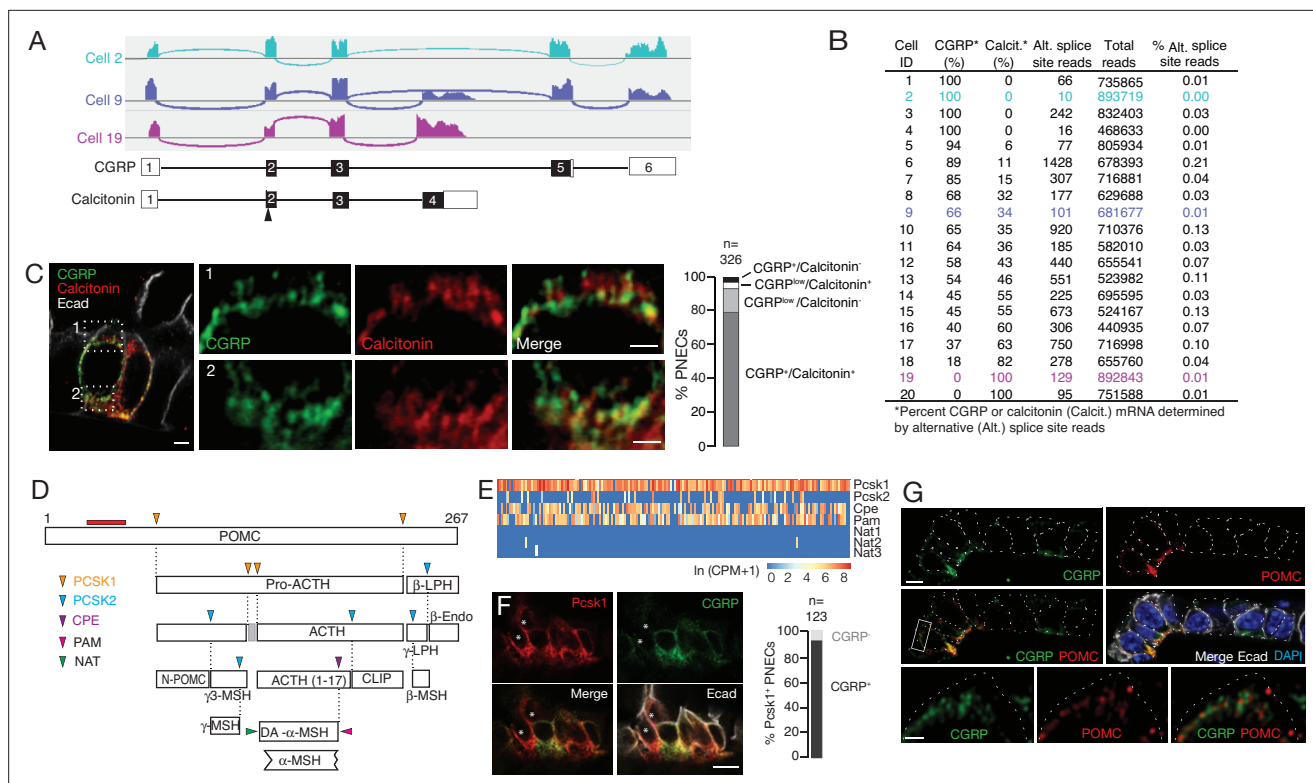 A
Cell 2
Cell 9
Cell 19
CGRP
1 2 3 5 6
Calcitonin
1 2 3 4
B
Cell ID CGRP* (%) Calcit.* (%) Alt. splice site reads Total reads % Alt. splice site reads
1 100 0 66 735865 0.01
2 100 0 10 893719 0.00
3 100 0 242 832403 0.03
4 100 0 16 468633 0.00
5 94 6 77 805934 0.01
6 89 11 1428 678393 0.21
7 85 15 307 716881 0.04
8 68 32 177 629688 0.03
9 66 34 101 681677 0.01
10 65 35 920 710376 0.13
11 64 36 185 582010 0.03
12 58 43 440 655541 0.07
13 54 46 551 523982 0.11
14 45 55 225 695595 0.03
15 45 55 673 524167 0.13
16 40 60 306 440935 0.07
17 37 63 750 716998 0.10
18 18 82 278 655760 0.04
19 0 100 129 892843 0.01
20 0 100 95 751588 0.01
*Percent CGRP or calcitonin (Calcit.) mRNA determined
by alternative (Alt.) splice site reads
C
CGRP
Calcitonin
Ecad
1
2
1
CGRP
Calcitonin
Merge
2
n=
326
% PNECs
100
80
60
40
20
0
CGRP⁺/Calcitonin⁻
CGRPˡᵒʷ/Calcitonin⁺
CGRPˡᵒʷ/Calcitonin⁻
CGRP⁺/Calcitonin⁺
D
1 267
POMC
PCSK1
PCSK2
CPE
PAM
NAT
Pro-ACTH
β-LPH
β-Endo
ACTH
γ-LPH
N-POMC
γ3-MSH
ACTH (1-17)
CLIP
β-MSH
γ-MSH
DA -α-MSH
α-MSH
E
Pcsk1
Pcsk2
Cpe
Pam
Nat1
Nat2
Nat3
ln (CPM+1)
0 2 4 6 8
F
Pcsk1
*
*
CGRP
*
*
Merge
*
*
Ecad
*
*
n=
123
% Pcsk1⁺ PNECs
100
80
60
40
20
0
CGRP⁻
CGRP⁺
G
CGRP
POMC
CGRP POMC
Merge Ecad DAPI
CGRP
POMC
CGRP POMC